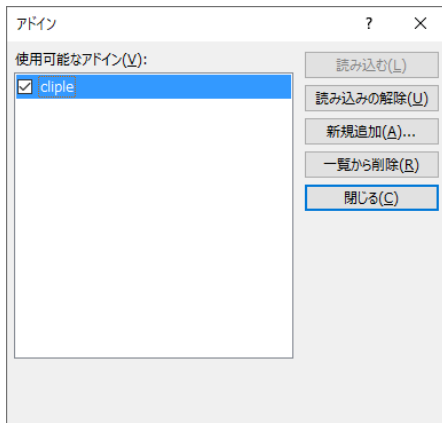 アドイン
使用可能なアドイン(V):
cliple
読み込む(L)
読み込みの解除(U)
新規追加(A)...
一覧から削除(R)
閉じる(C)